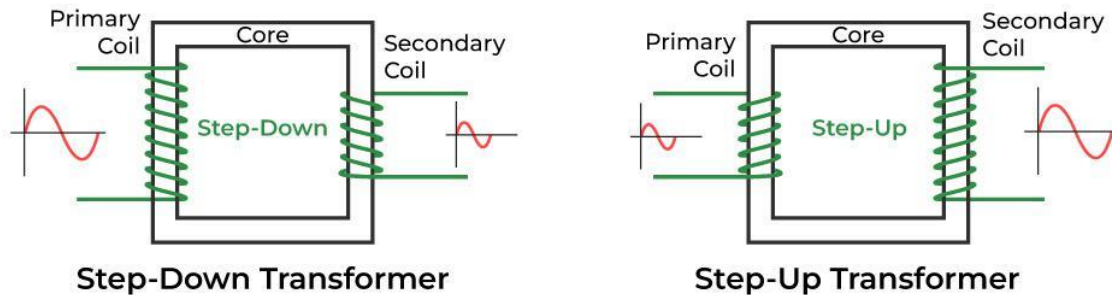 Primary
Coil
Core
Secondary
Coil
Step-Down
Step-Down Transformer
Primary
Coil
Core
Secondary
Coil
Step-Up
Step-Up Transformer